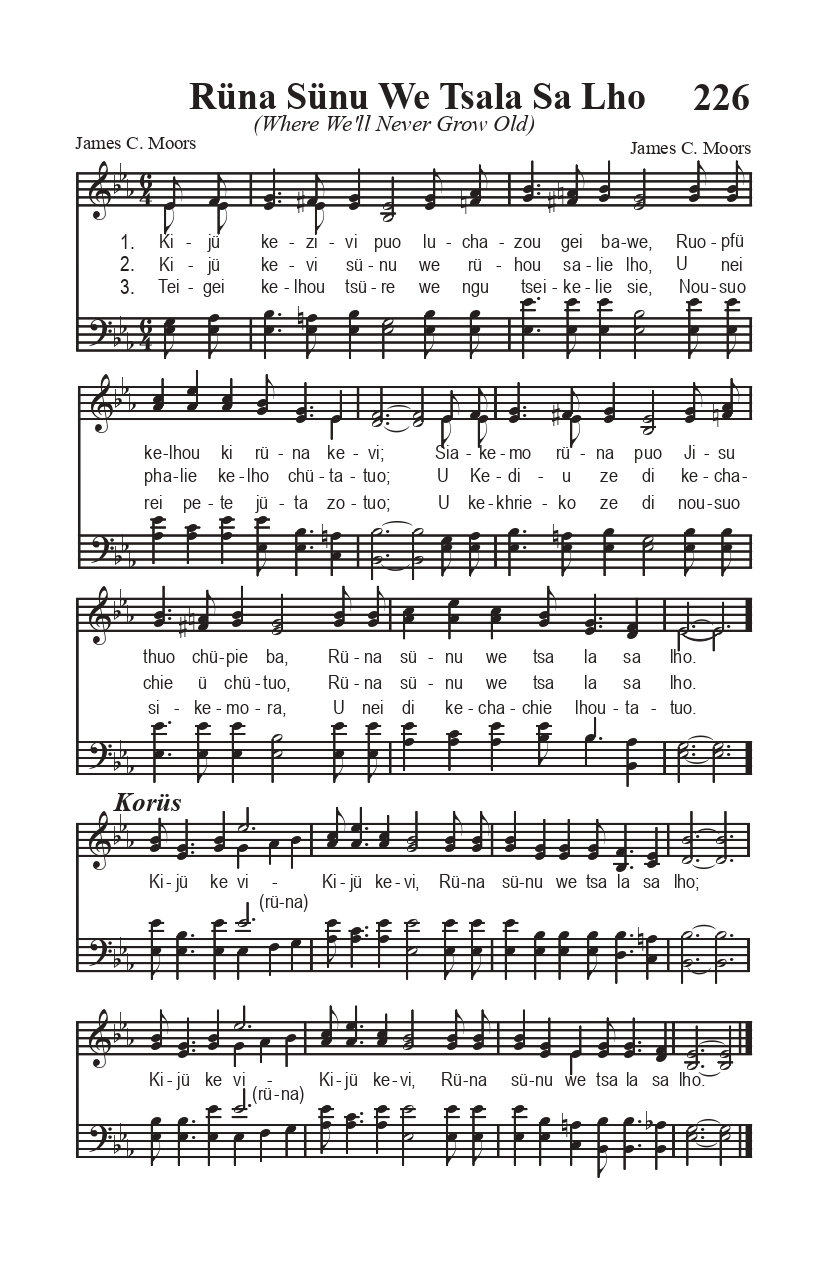 Rüna Sünu We Tsala Sa Lho 226
(Where We'll Never Grow Old)
James C. Moors
James C. Moors
1. Ki - jü ke - zi - vi puo lu - cha - zou gei ba-we, Ruo-pfü
2. Ki - jü ke - vi sü - nu we rü - hou sa-lie lho, U nei
3. Tei - gei ke - lhou tsü - re we ngu tsei - ke - lie sie, Nou-suo
ke-lhou ki rü - na ke - vi; Sia - ke - mo rü - na puo Ji - su
pha-lie ke-lho chü - ta - tuo; U Ke - di - u ze di ke - cha-
rei pe - te jü - ta zo - tuo; U ke - khrie - ko ze di nou-suo
thuo chü-pie ba, Rü - na sü - nu we tsa la sa lho.
chie ü chü - tuo, Rü - na sü - nu we tsa la sa lho.
si - ke - mo - ra, U nei di ke - cha - chie lhou - ta - tuo.
Korüs
Ki - jü ke vi - Ki - jü ke - vi, Rü - na sü-nu we tsa la sa lho;
(rü-na)
Ki - jü ke vi - Ki - jü ke - vi, Rü - na sü-nu we tsa la sa lho.
(rü-na)